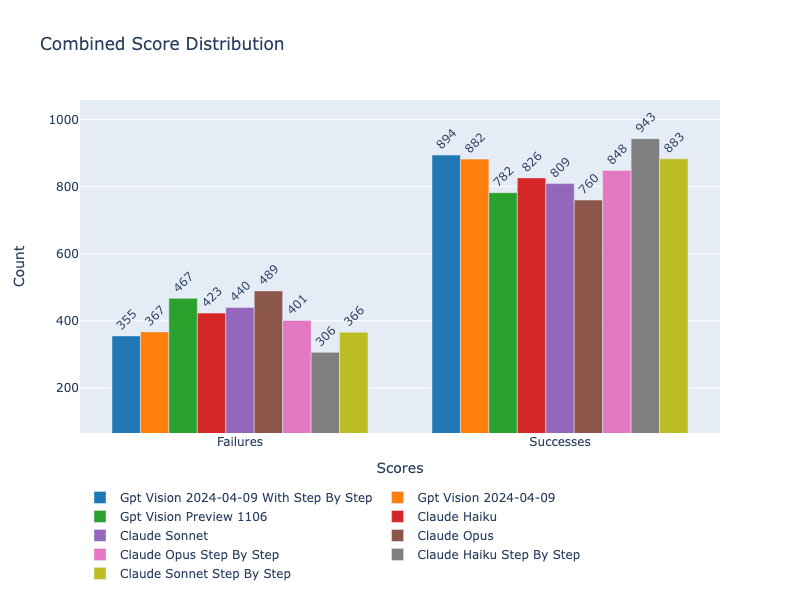 Combined Score Distribution
1000
800
600
400
200
Count
355
367
467
423
440
489
401
306
366
894
882
782
826
809
760
848
943
883
Failures
Successes
Scores
Gpt Vision 2024-04-09 With Step By Step
Gpt Vision 2024-04-09
Gpt Vision Preview 1106
Claude Haiku
Claude Sonnet
Claude Opus
Claude Opus Step By Step
Claude Haiku Step By Step
Claude Sonnet Step By Step